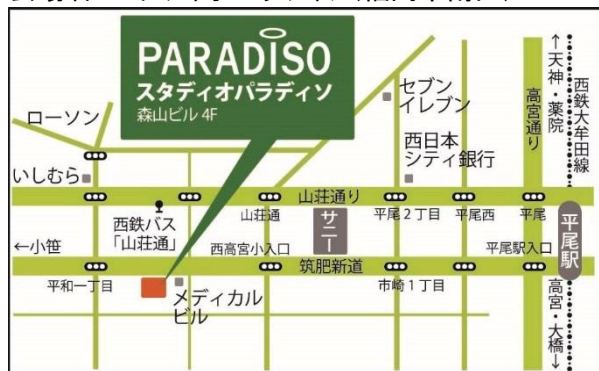 PARADISO
スタディオパラディソ
森山ビル 4F
ローソン
いしむら
セブン
イレブン
西日本
シティ銀行
高宮通り
↑天神・薬院
西鉄大牟田線
山荘通り
西鉄バス
「山荘通」
山荘通
サニー
平尾2丁目
平尾西
平尾
平尾駅
←小笹
西高宮小入口
平尾駅入口
筑肥新道
平和一丁目
メディカル
ビル
市崎1丁目
高宮・大橋↓